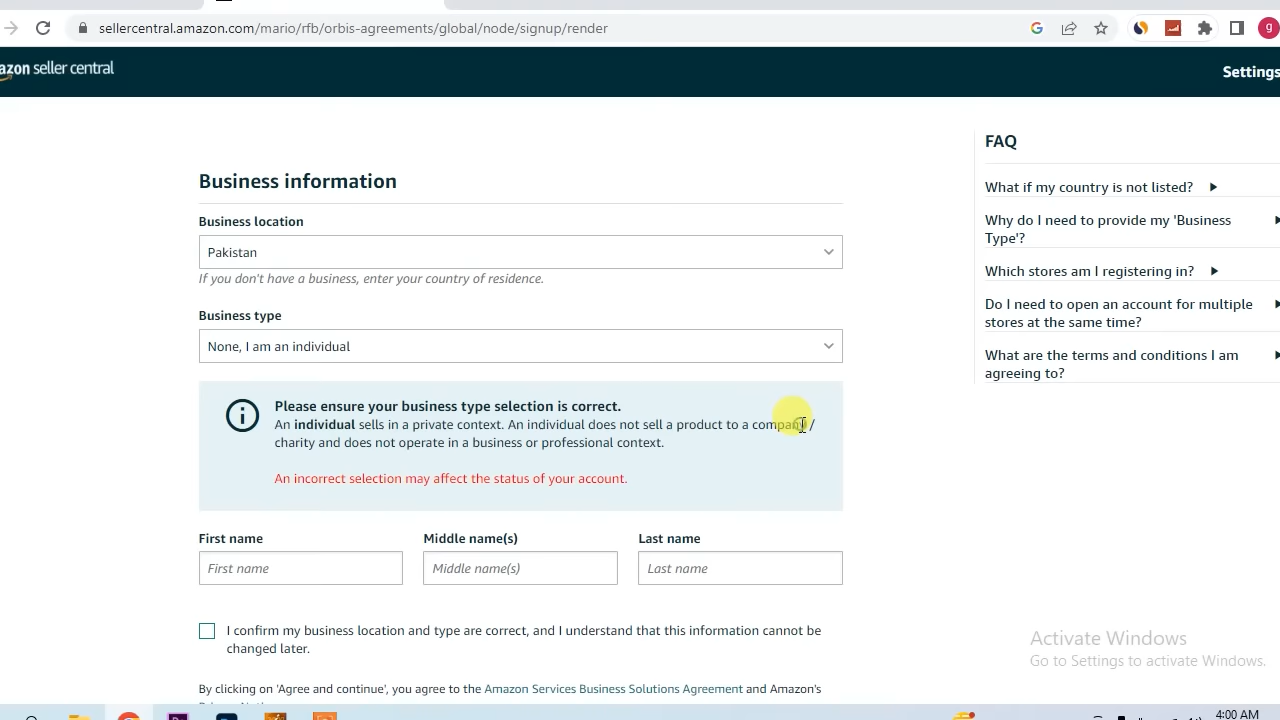 sellercentral.amazon.com/mario/rfb/orbis-agreements/global/node/signup/render
g
azon seller central
Settings
Business information
Business location
Pakistan
If you don't have a business, enter your country of residence.
Business type
None, I am an individual
Please ensure your business type selection is correct.
An individual sells in a private context. An individual does not sell a product to a company /
charity and does not operate in a business or professional context.
An incorrect selection may affect the status of your account.
First name Middle name(s) Last name
First name Middle name(s) Last name
I confirm my business location and type are correct, and I understand that this information cannot be
changed later.
By clicking on 'Agree and continue', you agree to the Amazon Services Business Solutions Agreement and Amazon's
FAQ
What if my country is not listed?
Why do I need to provide my 'Business
Type'?
Which stores am I registering in?
Do I need to open an account for multiple
stores at the same time?
What are the terms and conditions I am
agreeing to?
Activate Windows
Go to Settings to activate Windows.
4:00 AM